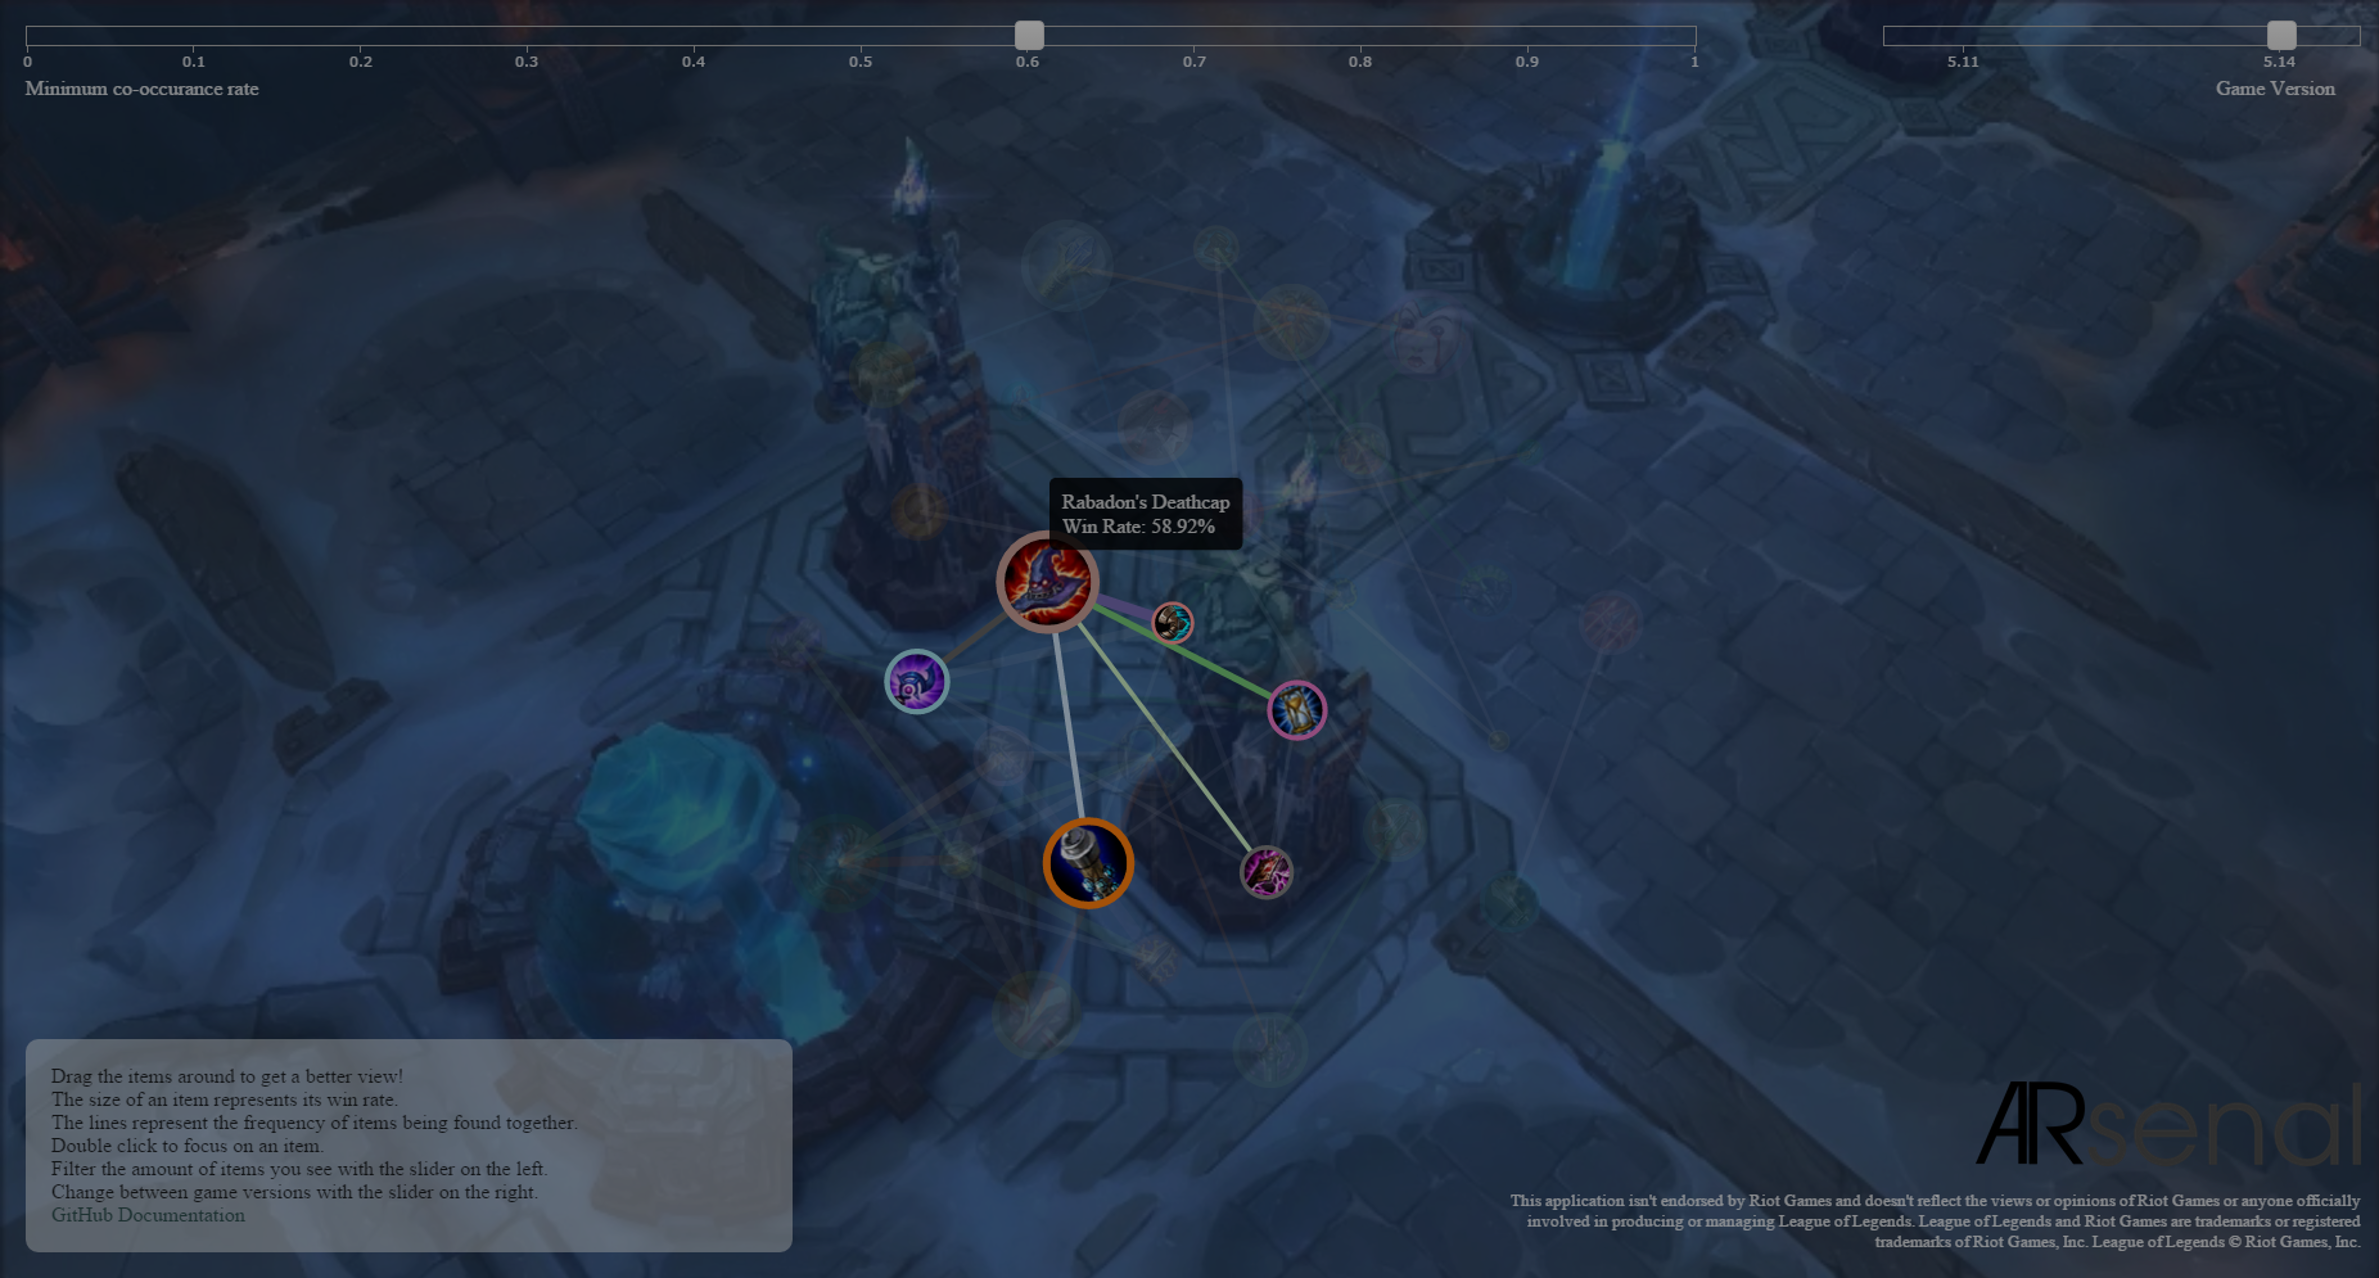 0 0.1 0.2 0.3 0.4 0.5 0.6 0.7 0.8 0.9 1
Minimum co-occurance rate
5.11 5.14
Game Version
Rabadon's Deathcap
Win Rate: 58.92%
Drag the items around to get a better view!
The size of an item represents its win rate.
The lines represent the frequency of items being found together.
Double click to focus on an item.
Filter the amount of items you see with the slider on the left.
Change between game versions with the slider on the right.
GitHub Documentation
ARsenal
This application isn't endorsed by Riot Games and doesn't reflect the views or opinions of Riot Games or anyone officially
involved in producing or managing League of Legends. League of Legends and Riot Games are trademarks or registered
trademarks of Riot Games, Inc. League of Legends © Riot Games, Inc.